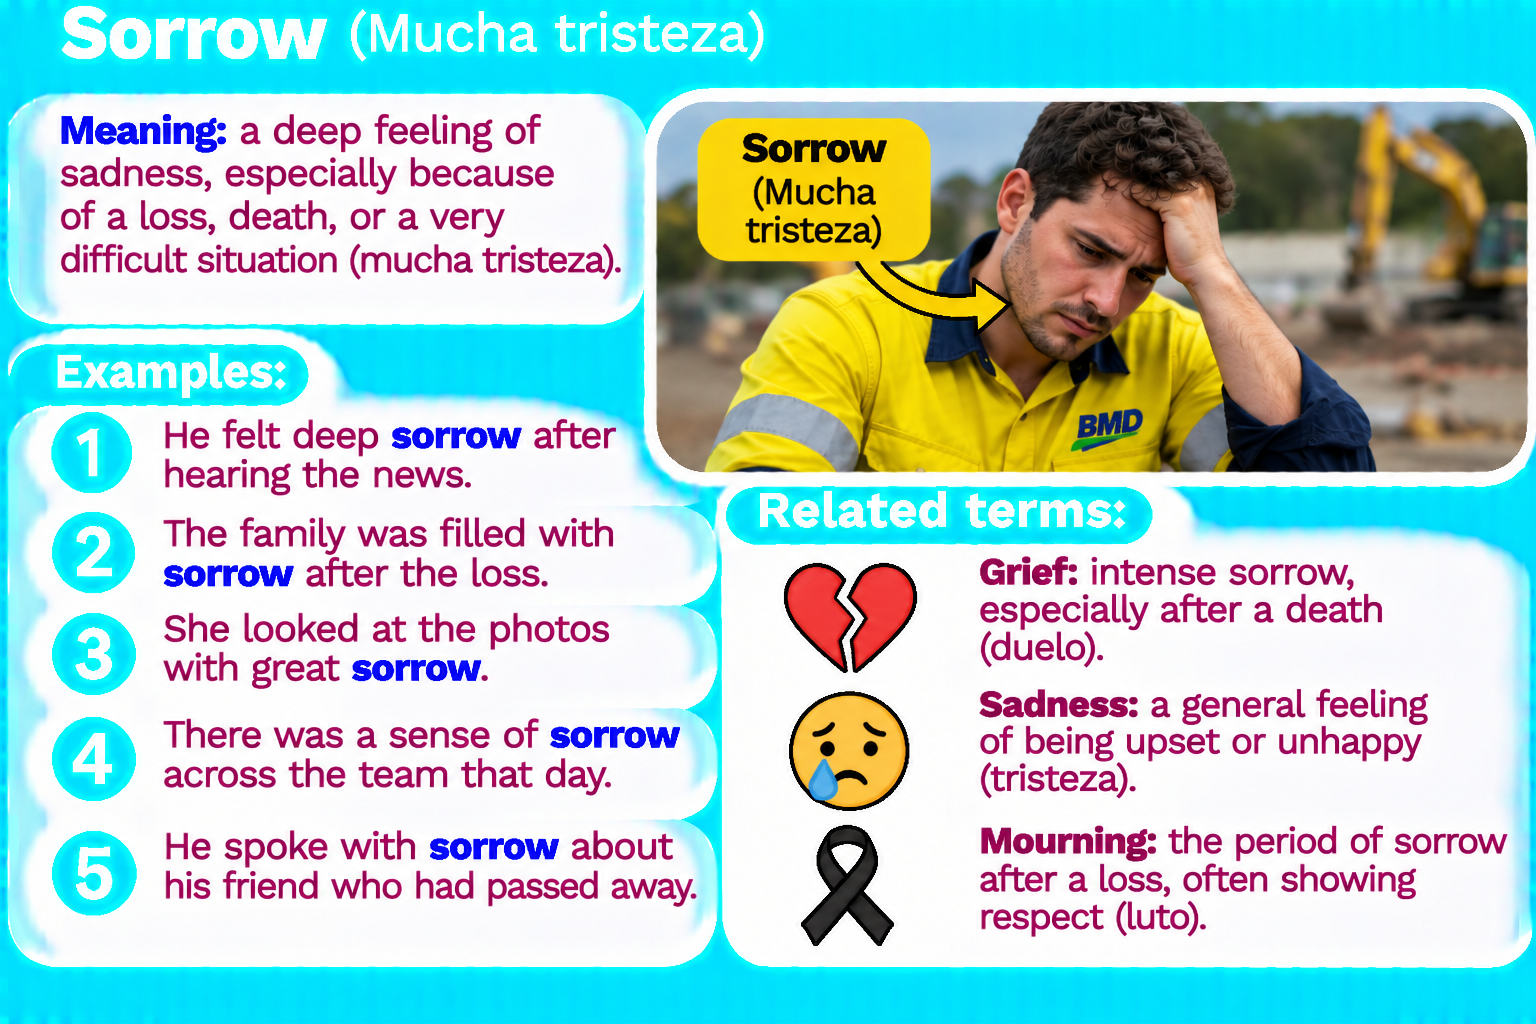 Sorrow (Mucha tristeza)
Meaning: a deep feeling of
sadness, especially because
of a loss, death, or a very
difficult situation (mucha tristeza).
Sorrow
(Mucha
tristeza)
BMD
Examples:
1 He felt deep sorrow after
hearing the news.
2 The family was filled with
sorrow after the loss.
3 She looked at the photos
with great sorrow.
4 There was a sense of sorrow
across the team that day.
5 He spoke with sorrow about
his friend who had passed away.
Related terms:
Grief: intense sorrow,
especially after a death
(duelo).
Sadness: a general feeling
of being upset or unhappy
(tristeza).
Mourning: the period of sorrow
after a loss, often showing
respect (luto).